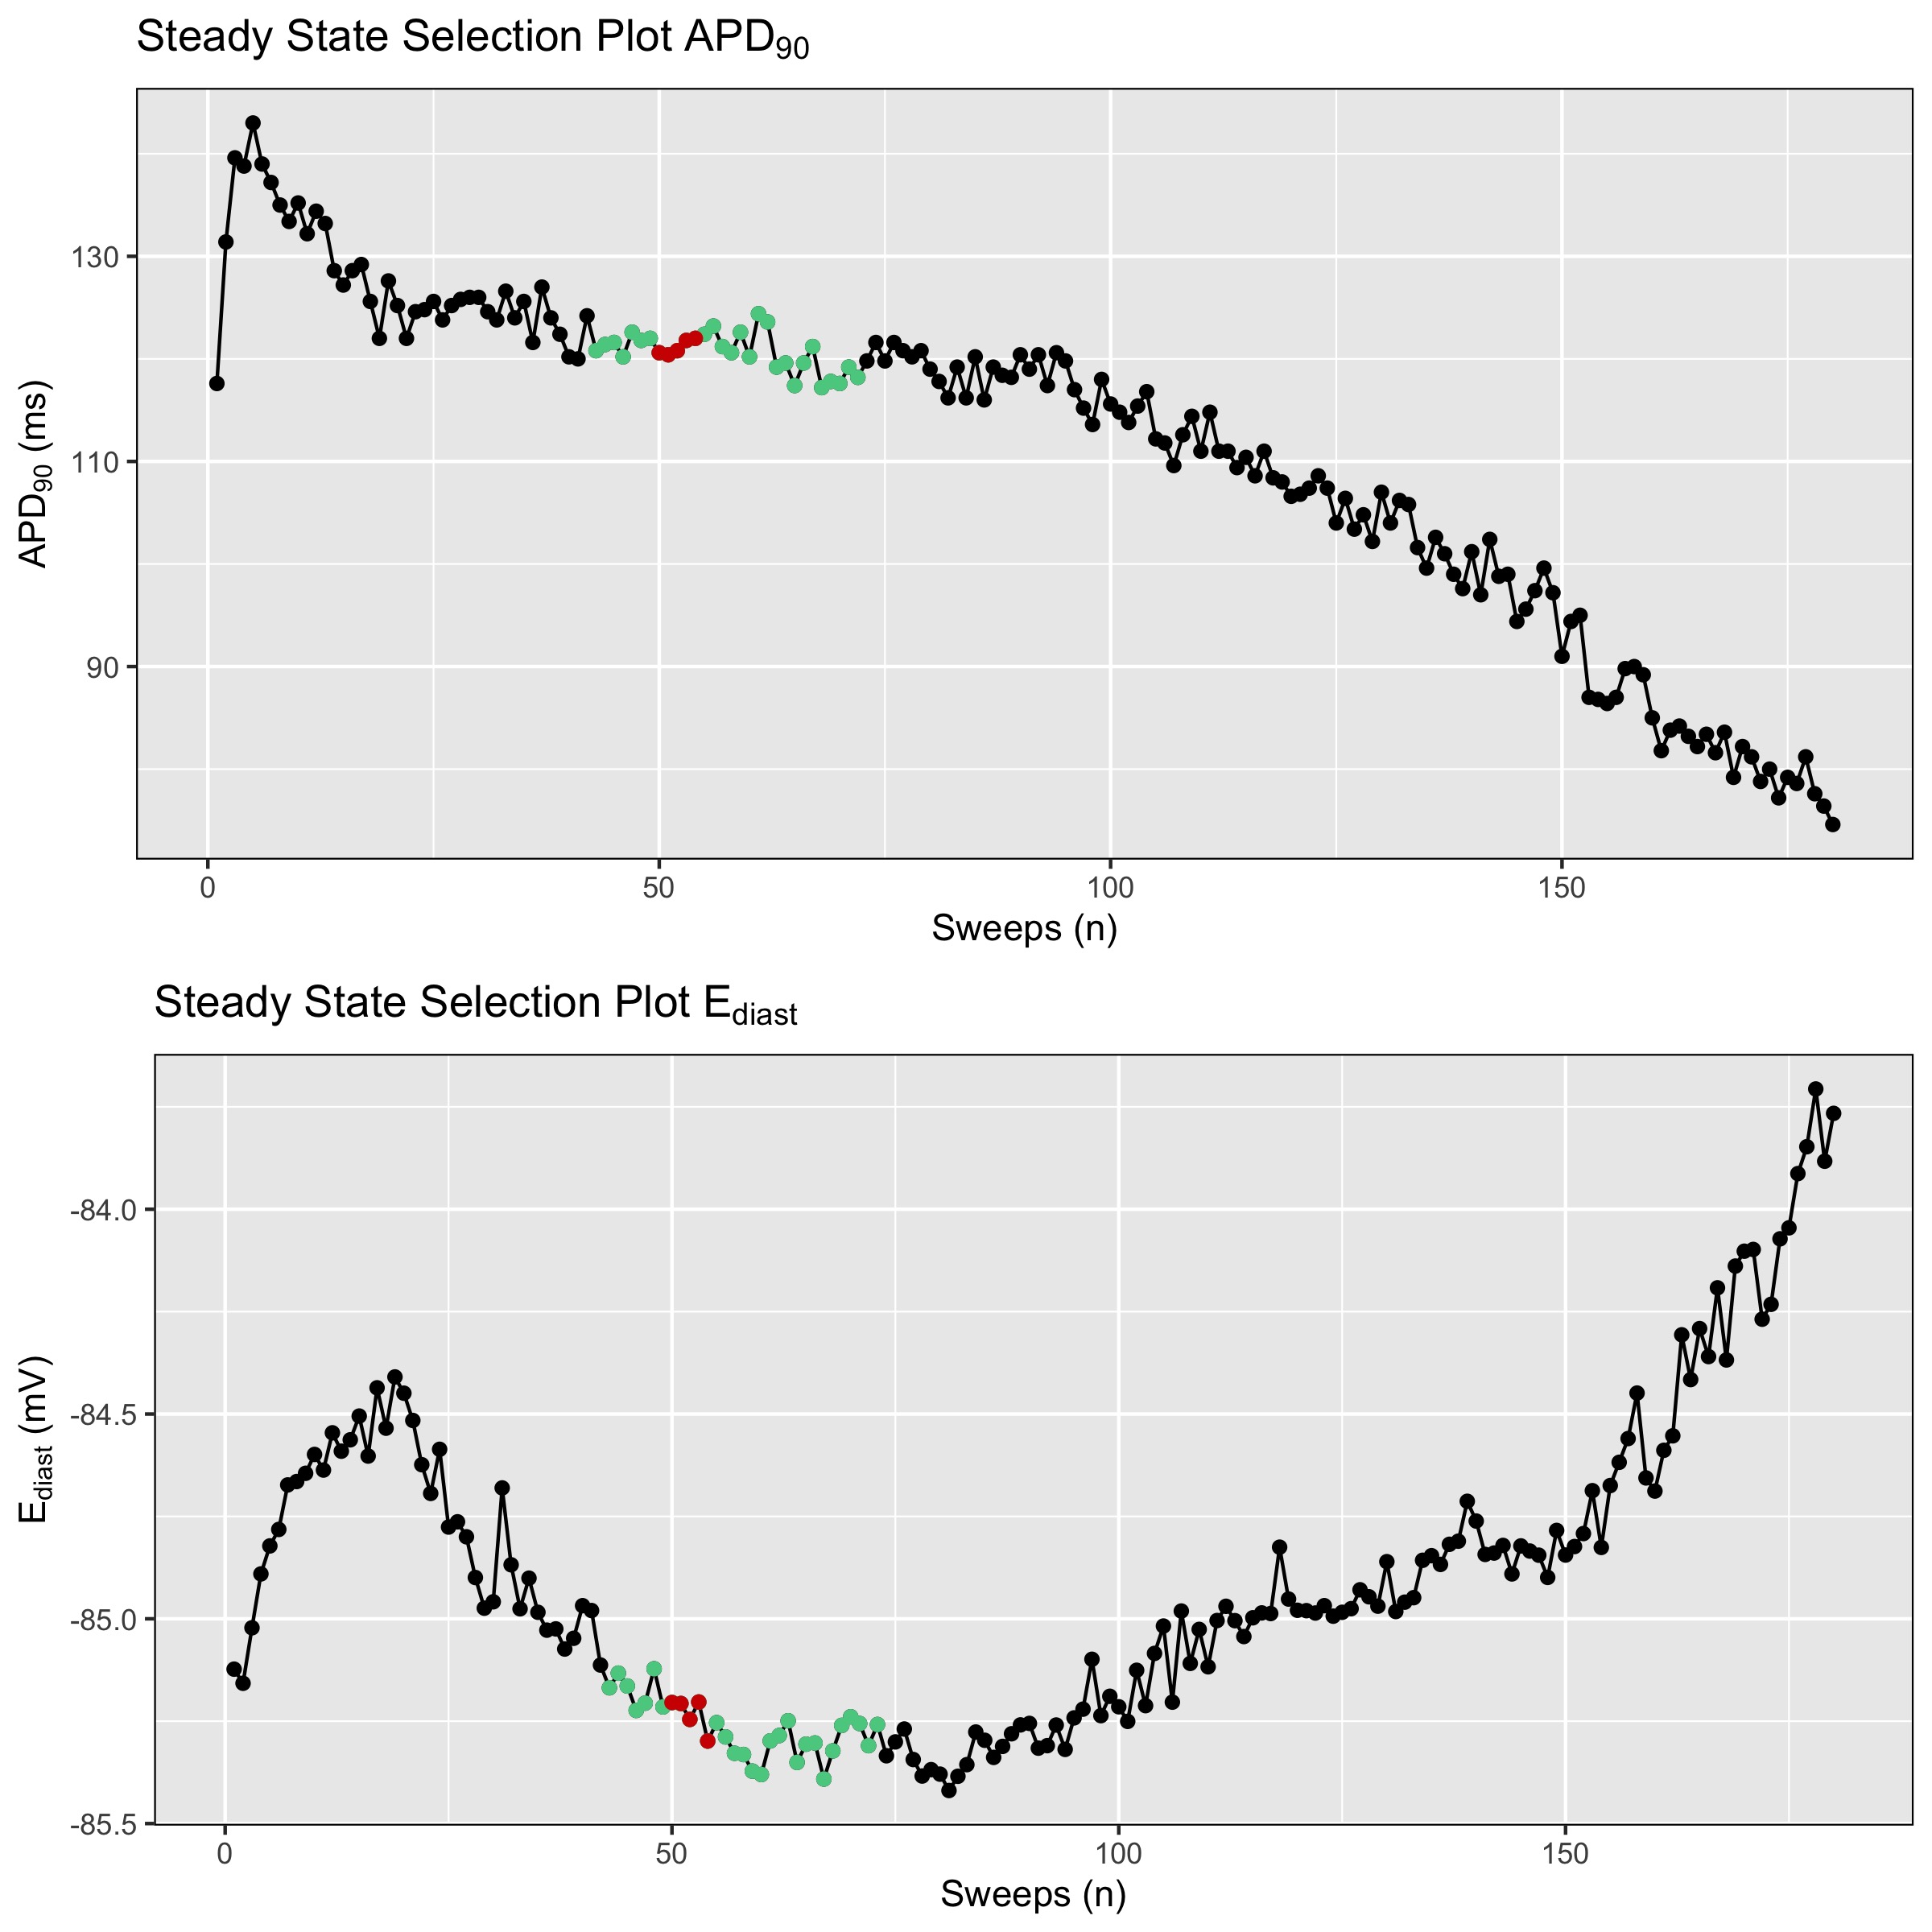 Steady State Selection Plot APD90
130
110
90
APD90 (ms)
0 50 100 150
Sweeps (n)
Steady State Selection Plot Ediast
-84.0
-84.5
-85.0
-85.5
Ediast (mV)
0 50 100 150
Sweeps (n)